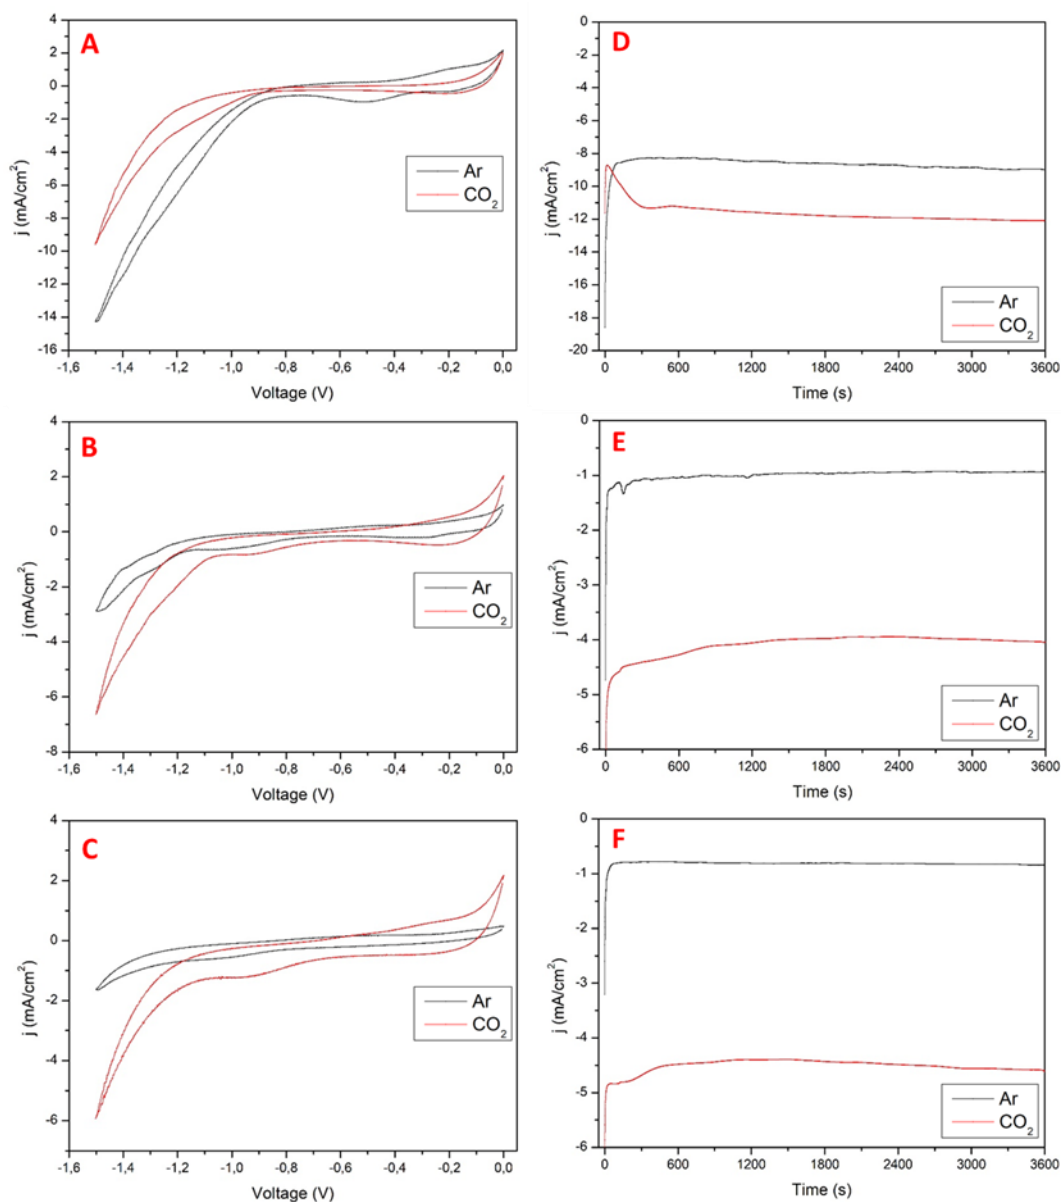 A
4
2
0
-2
-4
-6
-8
-10
-12
-14
-16
j (mA/cm²)
Ar
CO₂
-1,6 -1,4 -1,2 -1,0 -0,8 -0,6 -0,4 -0,2 0,0
Voltage (V)
D
0
-2
-4
-6
-8
-10
-12
-14
-16
-18
-20
j (mA/cm²)
Ar
CO₂
0 600 1200 1800 2400 3000 3600
Time (s)
B
4
2
0
-2
-4
-6
-8
j (mA/cm²)
Ar
CO₂
-1,6 -1,4 -1,2 -1,0 -0,8 -0,6 -0,4 -0,2 0,0
Voltage (V)
E
0
-1
-2
-3
-4
-5
-6
j (mA/cm²)
Ar
CO₂
0 600 1200 1800 2400 3000 3600
Time (s)
C
4
2
0
-2
-4
-6
j (mA/cm²)
Ar
CO₂
-1,6 -1,4 -1,2 -1,0 -0,8 -0,6 -0,4 -0,2 0,0
Voltage (V)
F
0
-1
-2
-3
-4
-5
-6
j (mA/cm²)
Ar
CO₂
0 600 1200 1800 2400 3000 3600
Time (s)